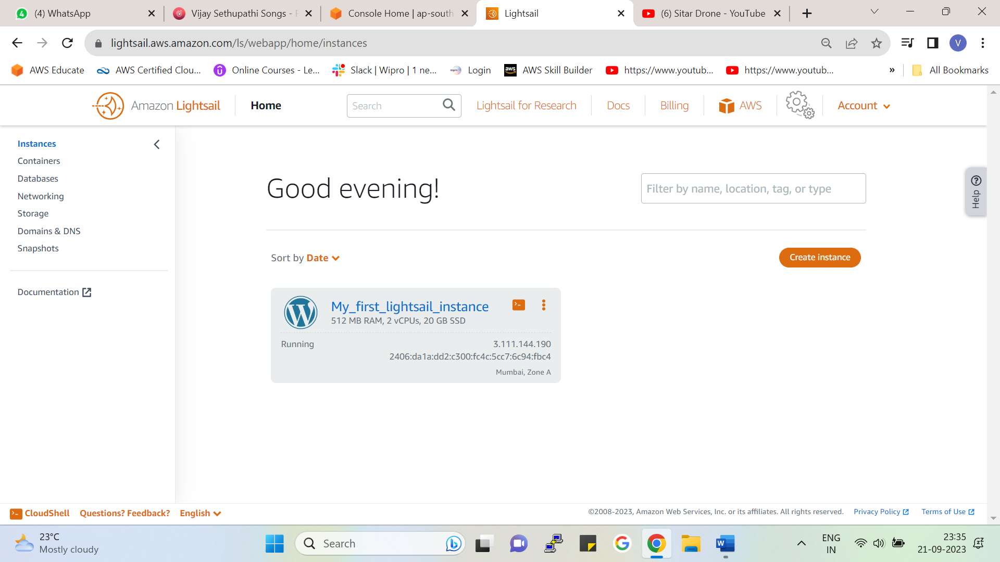 (4) WhatsApp
Vijay Sethupathi Songs -
Console Home | ap-south
Lightsail
(6) Sitar Drone - YouTube
lightsail.aws.amazon.com/ls/webapp/home/instances
V
AWS Educate
AWS Certified Clou...
Online Courses - Le...
Slack | Wipro | 1 ne...
Login
AWS Skill Builder
https://www.youtub...
https://www.youtub...
»
All Bookmarks
Amazon Lightsail
Home
Search
Lightsail for Research
Docs
Billing
AWS
Account
Instances
Containers
Databases
Networking
Storage
Domains & DNS
Snapshots
Documentation
Good evening!
Filter by name, location, tag, or type
Help
Sort by Date
Create instance
My_first_lightsail_instance
512 MB RAM, 2 vCPUs, 20 GB SSD
Running
3.111.144.190
2406:da1a:dd2:c300:fc4c:5cc7:6c94:fbc4
Mumbai, Zone A
CloudShell
Questions? Feedback?
English
©2008-2023, Amazon Web Services, Inc. or its affiliates. All rights reserved.
Privacy Policy
Terms of Use
23°C
Mostly cloudy
Search
ENG
IN
23:35
21-09-2023